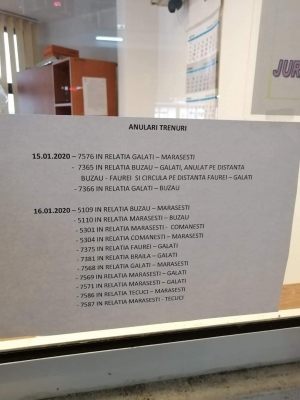 JUR
ANULARI TRENURI
15.01.2020 – 7576 IN RELATIA GALATI – MARASESTI
- 7365 IN RELATIA BUZAU – GALATI, ANULAT PE DISTANTA
BUZAU - FAUREI SI CIRCULA PE DISTANTA FAUREI – GALATI
- 7366 IN RELATIA GALATI – BUZAU
16.01.2020 – 5109 IN RELATIA BUZAU – MARASESTI
- 5110 IN RELATIA MARASESTI – BUZAU
- 5301 IN RELATIA MARASESTI - COMANESTI
- 5304 IN RELATIA COMANESTI – MARASESTI
- 7375 IN RELATIA FAUREI – GALATI
- 7381 IN RELATIA BRAILA – GALATI
- 7568 IN RELATIA GALATI – MARASESTI
- 7569 IN RELATIA MARASESTI – GALATI
- 7571 IN RELATIA MARASESTI – GALATI
- 7586 IN RELATIA TECUCI – MARASESTI
- 7587 IN RELATIA MARASESTI - TECUCI